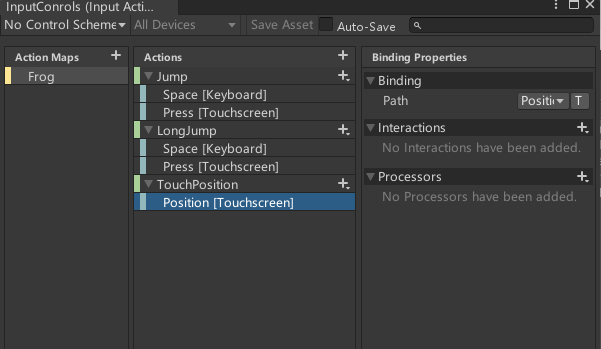 InputConrols (Input Acti...
No Control Scheme
All Devices
Save Asset
Auto-Save
Action Maps +
Frog
Actions +
Jump
Space [Keyboard]
Press [Touchscreen]
LongJump
Space [Keyboard]
Press [Touchscreen]
TouchPosition
Position [Touchscreen]
Binding Properties
Binding
Path Positi T
Interactions
No Interactions have been added.
Processors
No Processors have been added.